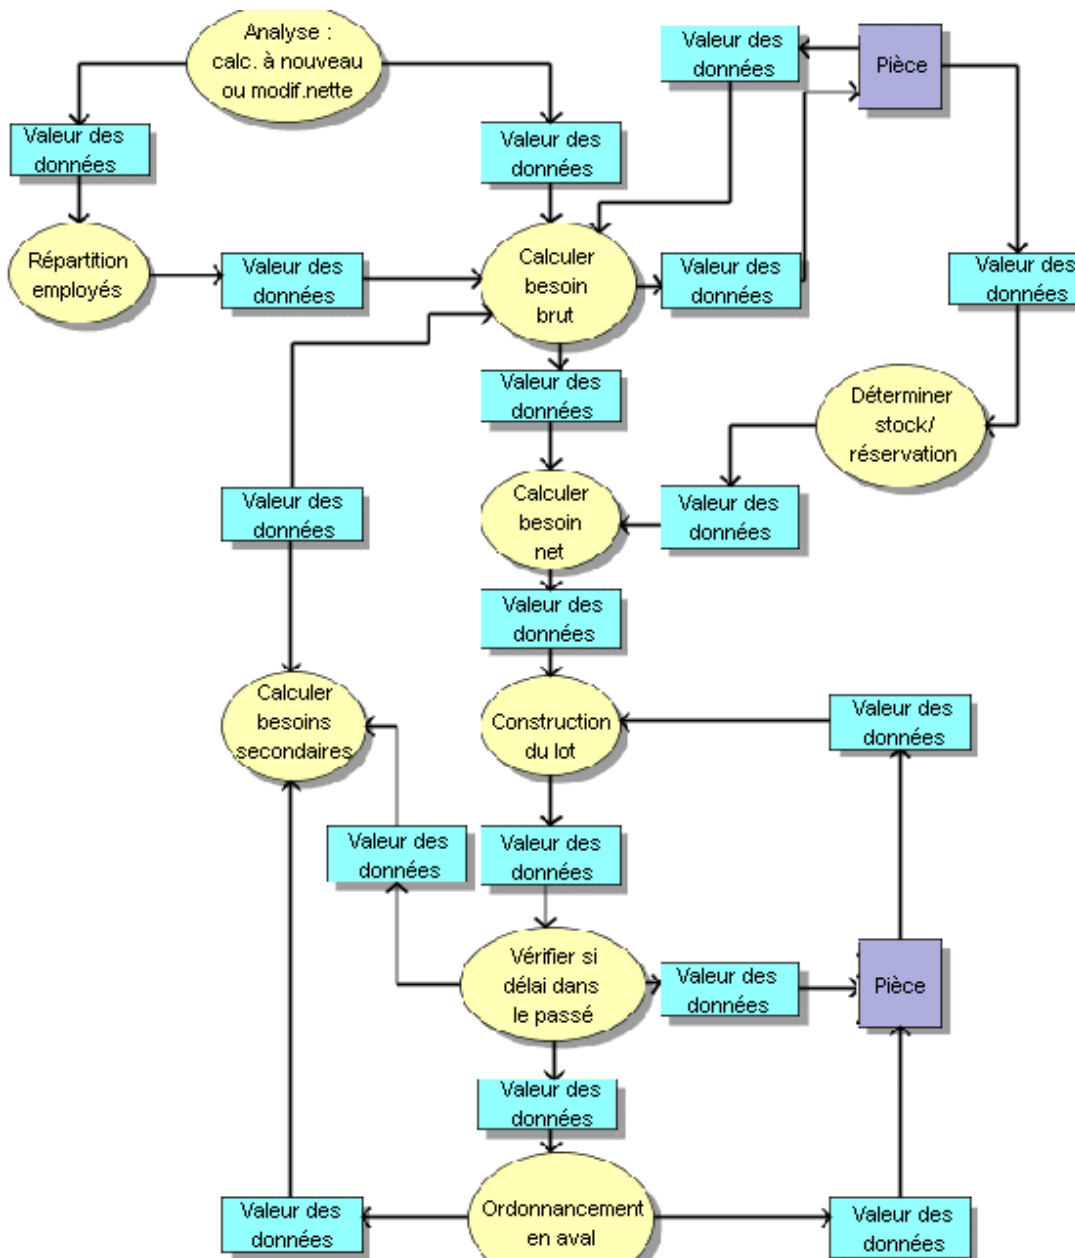 Analyse :
calc. à nouveau
ou modif.nette
Valeur des
données
Pièce
Valeur des
données
Valeur des
données
Répartition
employés
Valeur des
données
Calculer
besoin
brut
Valeur des
données
Valeur des
données
Valeur des
données
Déterminer
stock/
réservation
Valeur des
données
Calculer
besoin
net
Valeur des
données
Valeur des
données
Calculer
besoins
secondaires
Construction
du lot
Valeur des
données
Valeur des
données
Valeur des
données
Vérifier si
délai dans
le passé
Valeur des
données
Pièce
Valeur des
données
Valeur des
données
Ordonnancement
en aval
Valeur des
données